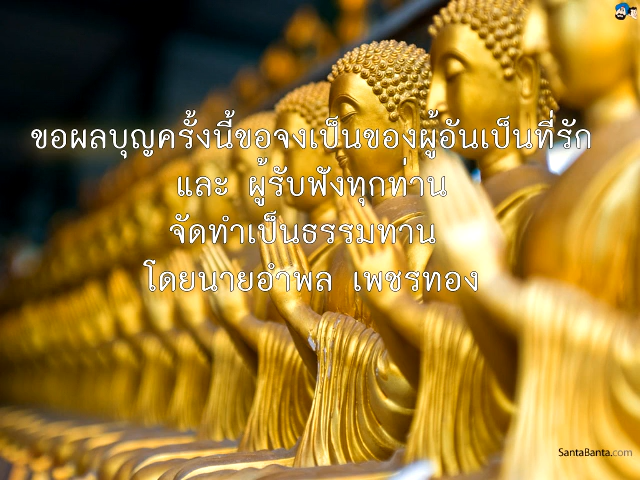 ขอผลบุญครั้งนี้ขอจงเป็นของผู้อันเป็นที่รัก
และ ผู้รับฟังทุกท่าน
จัดทำเป็นธรรมทาน
โดยนายอำพล เพชรทอง
SantaBanta.com